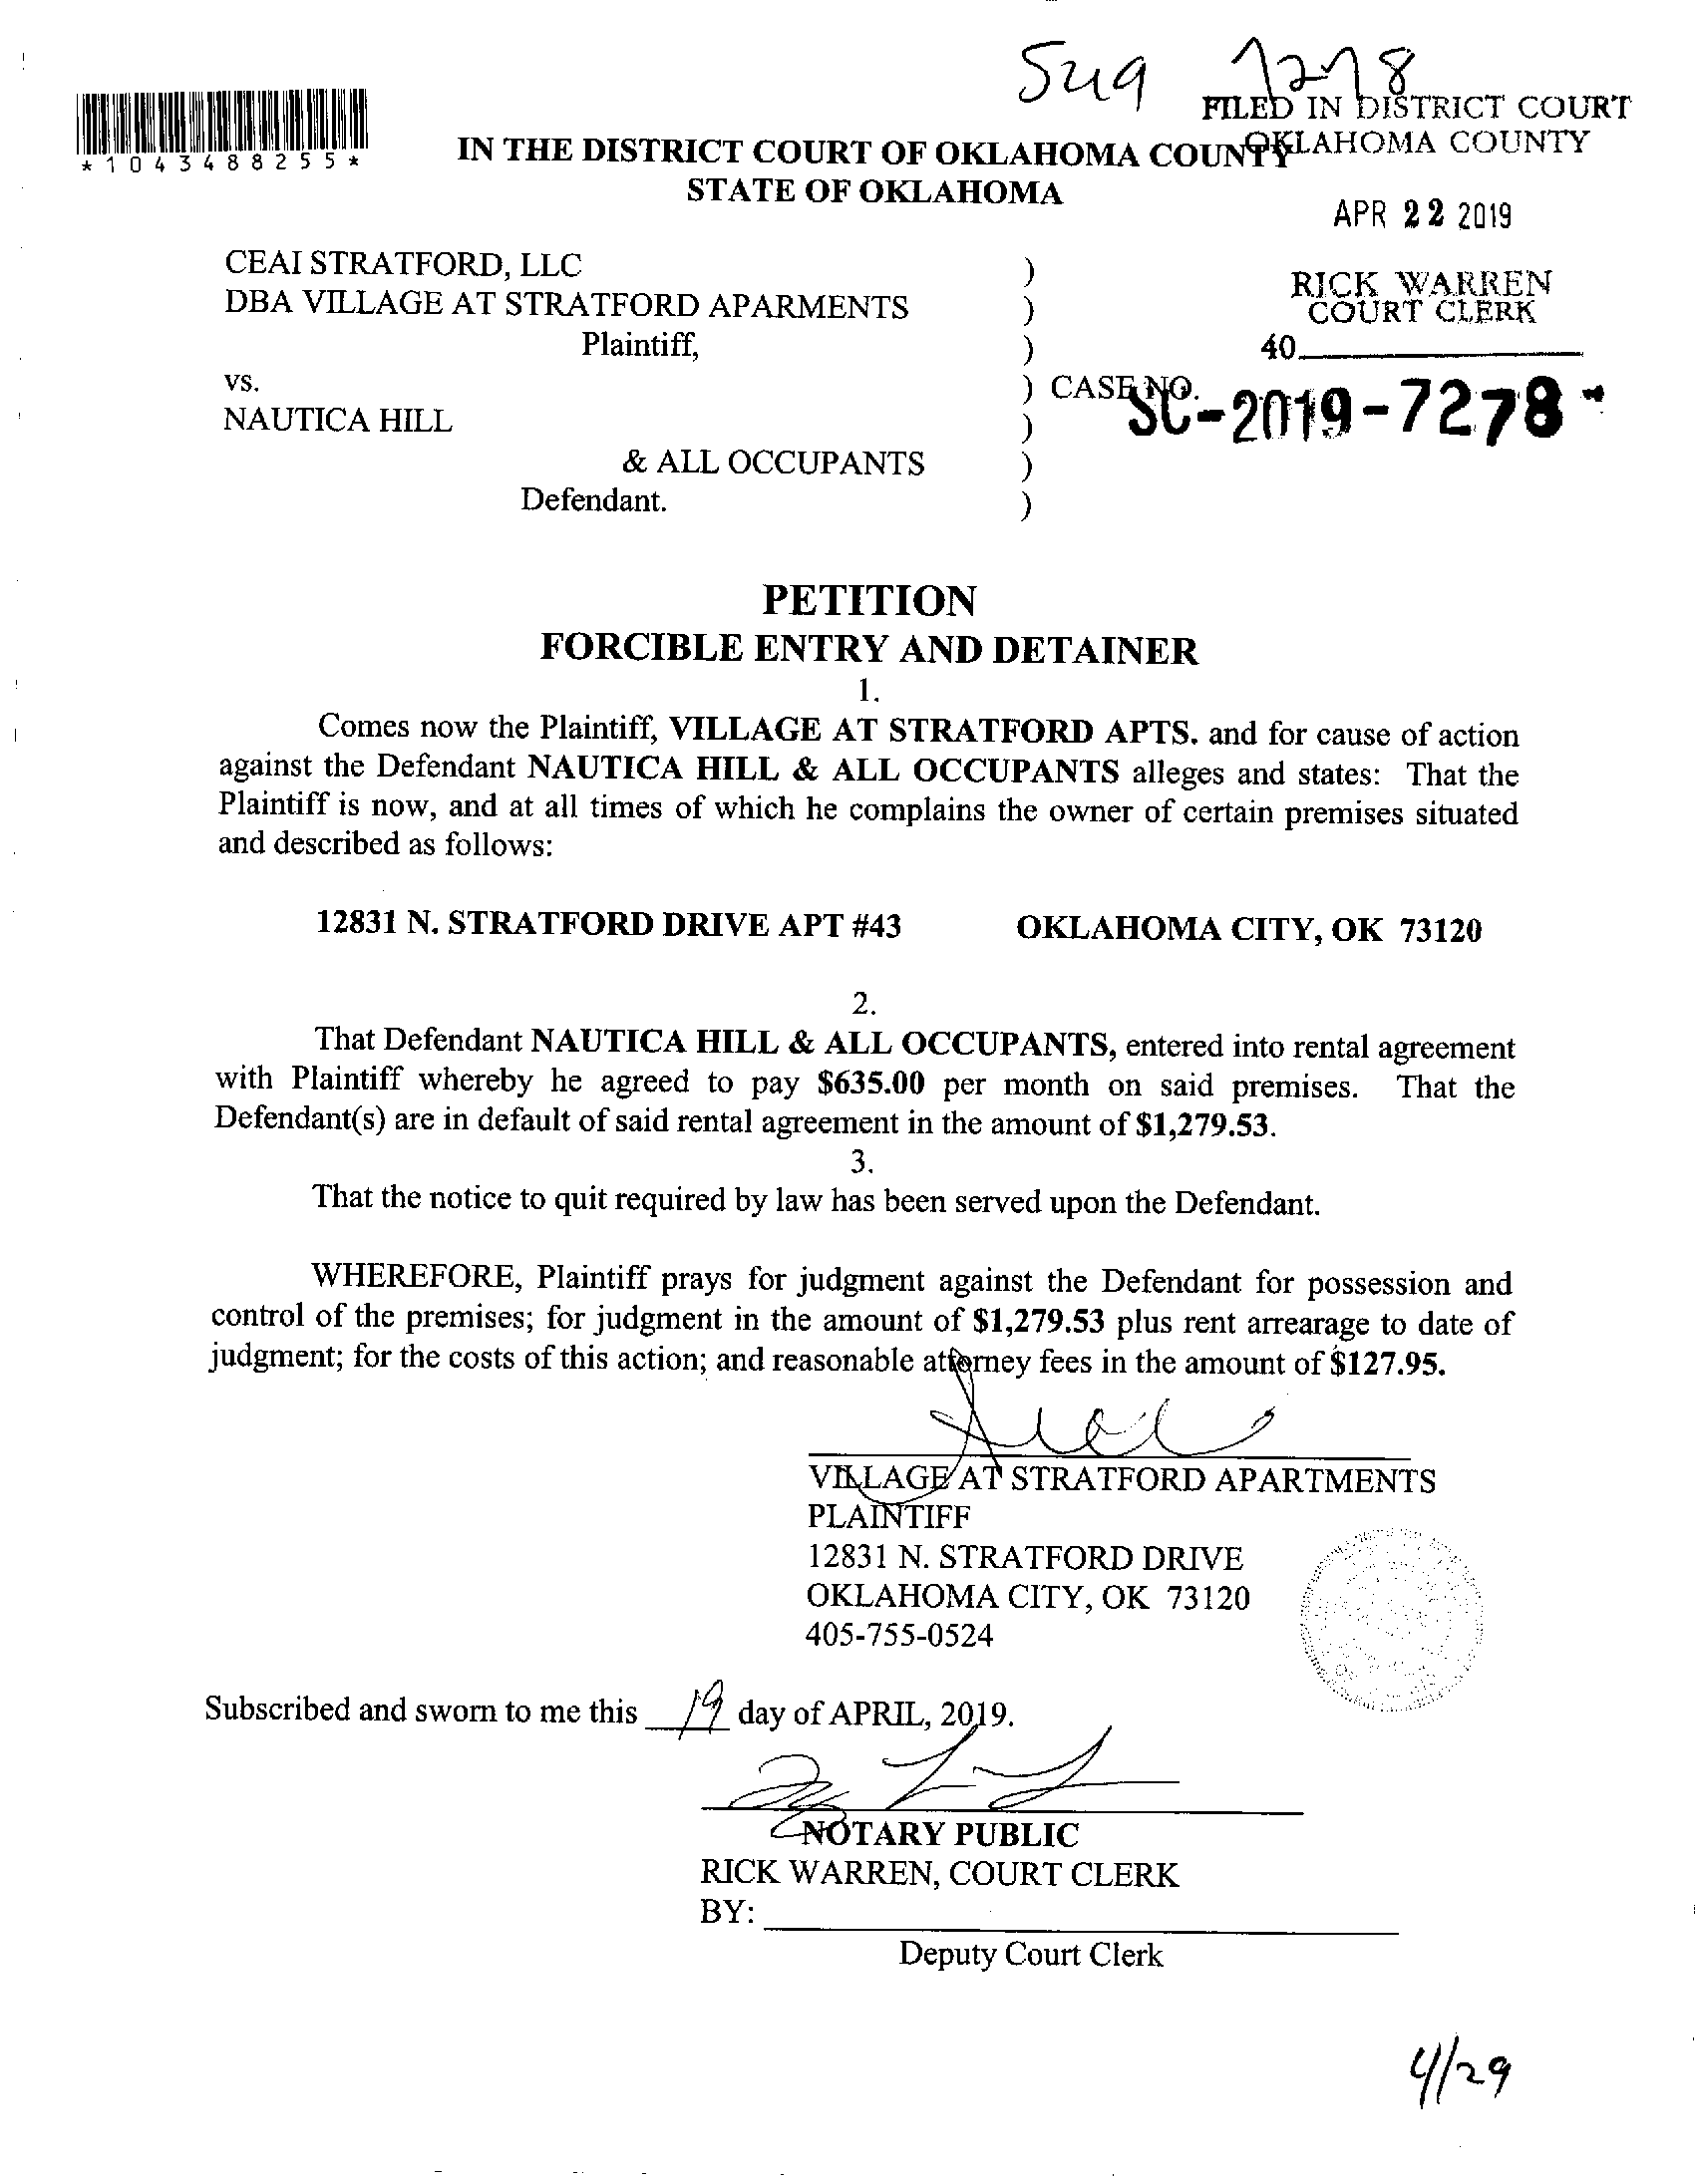 Sug 7278
FILED IN DISTRICT COURT
OKLAHOMA COUNTY
*1043488255*
IN THE DISTRICT COURT OF OKLAHOMA COUNTY
STATE OF OKLAHOMA
APR 22 2019
CEAI STRATFORD, LLC )
DBA VILLAGE AT STRATFORD APARMENTS )
Plaintiff, )
RICK WARREN
COURT CLERK
40
vs. ) CASE NO. SC-2019-7278
NAUTICA HILL )
& ALL OCCUPANTS )
Defendant. )
PETITION
FORCIBLE ENTRY AND DETAINER
1.
Comes now the Plaintiff, VILLAGE AT STRATFORD APTS. and for cause of action
against the Defendant NAUTICA HILL & ALL OCCUPANTS alleges and states: That the
Plaintiff is now, and at all times of which he complains the owner of certain premises situated
and described as follows:
12831 N. STRATFORD DRIVE APT #43 OKLAHOMA CITY, OK 73120
2.
That Defendant NAUTICA HILL & ALL OCCUPANTS, entered into rental agreement
with Plaintiff whereby he agreed to pay $635.00 per month on said premises. That the
Defendant(s) are in default of said rental agreement in the amount of $1,279.53.
3.
That the notice to quit required by law has been served upon the Defendant.
WHEREFORE, Plaintiff prays for judgment against the Defendant for possession and
control of the premises; for judgment in the amount of $1,279.53 plus rent arrearage to date of
judgment; for the costs of this action; and reasonable attorney fees in the amount of $127.95.
VILLAGE AT STRATFORD APARTMENTS
PLAINTIFF
12831 N. STRATFORD DRIVE
OKLAHOMA CITY, OK 73120
405-755-0524
Subscribed and sworn to me this 19 day of APRIL, 2019.
NOTARY PUBLIC
RICK WARREN, COURT CLERK
BY:
Deputy Court Clerk
4/29